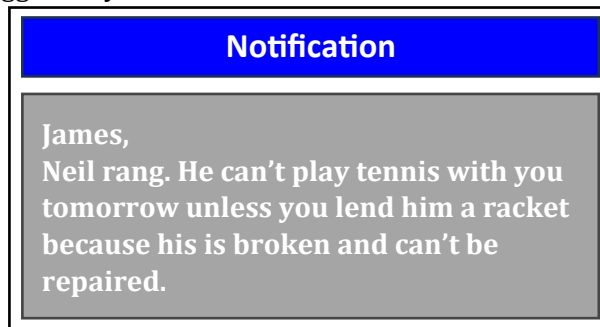 Notification
James,
Neil rang. He can’t play tennis with you
tomorrow unless you lend him a racket
because his is broken and can’t be
repaired.